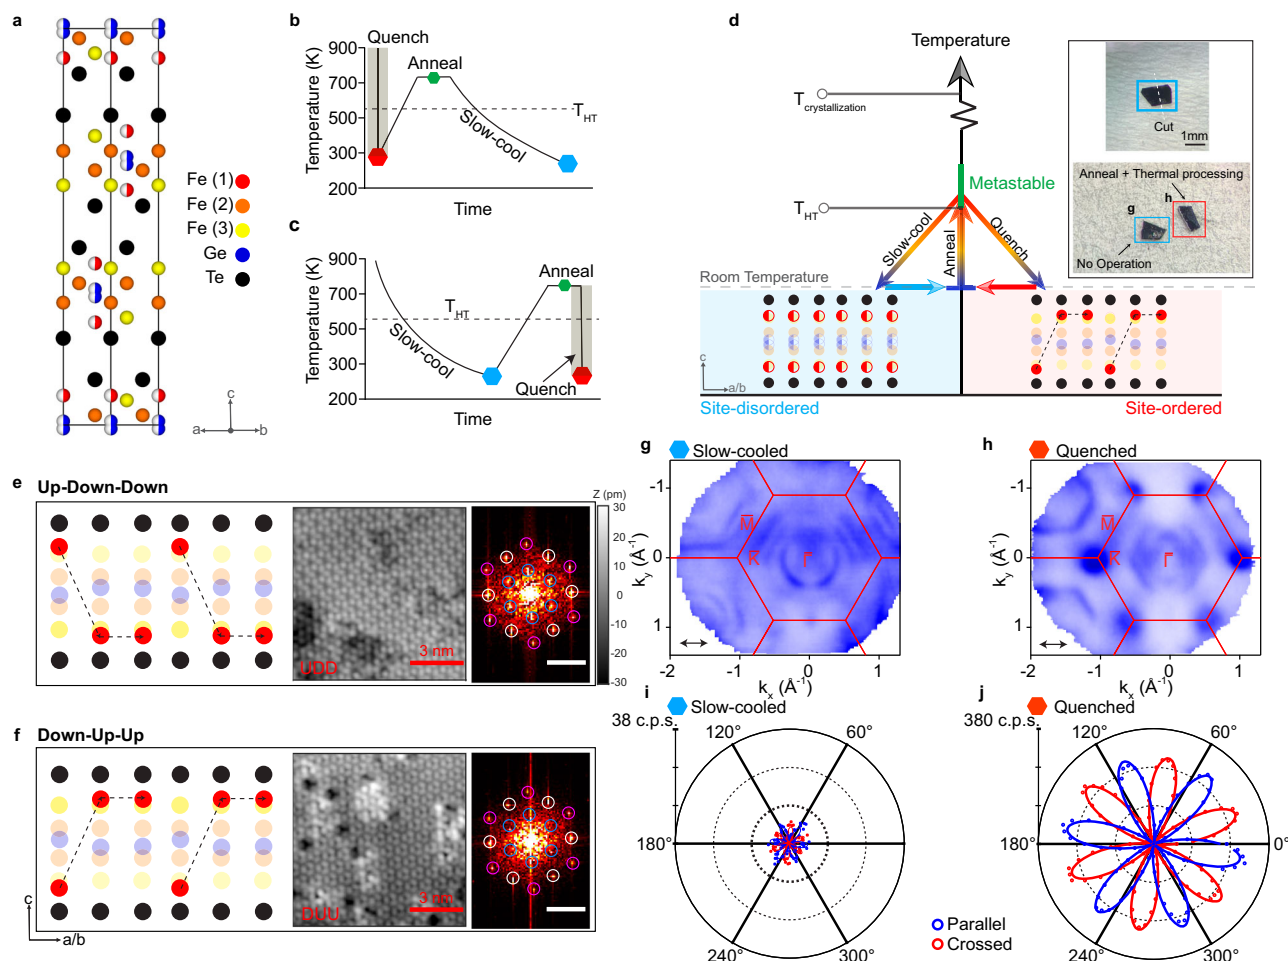 a
Fe (1)
Fe (2)
Fe (3)
Ge
Te
c
a
b
b
Temperature (K)
900
700
500
300
200
Quench
Anneal
Slow-cool
T_HT
Time
c
Temperature (K)
900
700
500
300
200
Slow-cool
T_HT
Anneal
Quench
Time
d
Temperature
T_crystallization
Metastable
T_HT
Slow-cool
Anneal
Quench
Room Temperature
c
a/b
Site-disordered
Site-ordered
Cut
1mm
Anneal + Thermal processing
g
h
No Operation
e
Up-Down-Down
UDD
3 nm
Z (pm)
30
20
10
0
-10
-20
-30
f
Down-Up-Up
DUU
3 nm
c
a/b
g
Slow-cooled
-1
0
1
k_y (Å⁻¹)
M̅
K̅
Γ̅
-2
-1
0
1
k_x (Å⁻¹)
h
Quenched
-1
0
1
k_y (Å⁻¹)
M̅
K̅
Γ̅
-2
-1
0
1
k_x (Å⁻¹)
i
Slow-cooled
38 c.p.s.
120°
60°
180°
240°
300°
j
Quenched
380 c.p.s.
120°
60°
180°
0°
240°
300°
Parallel
Crossed